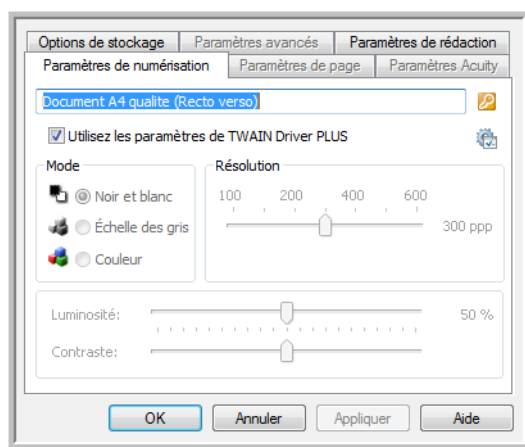 Options de stockage Paramètres avancés Paramètres de rédaction
Paramètres de numérisation Paramètres de page Paramètres Acuity
Document A4 qualite (Recto verso)
Utilisez les paramètres de TWAIN Driver PLUS
Mode Résolution
Noir et blanc 100 200 400 600
Échelle des gris 300 ppp
Couleur
Luminosité: 50 %
Contraste:
OK Annuler Appliquer Aide